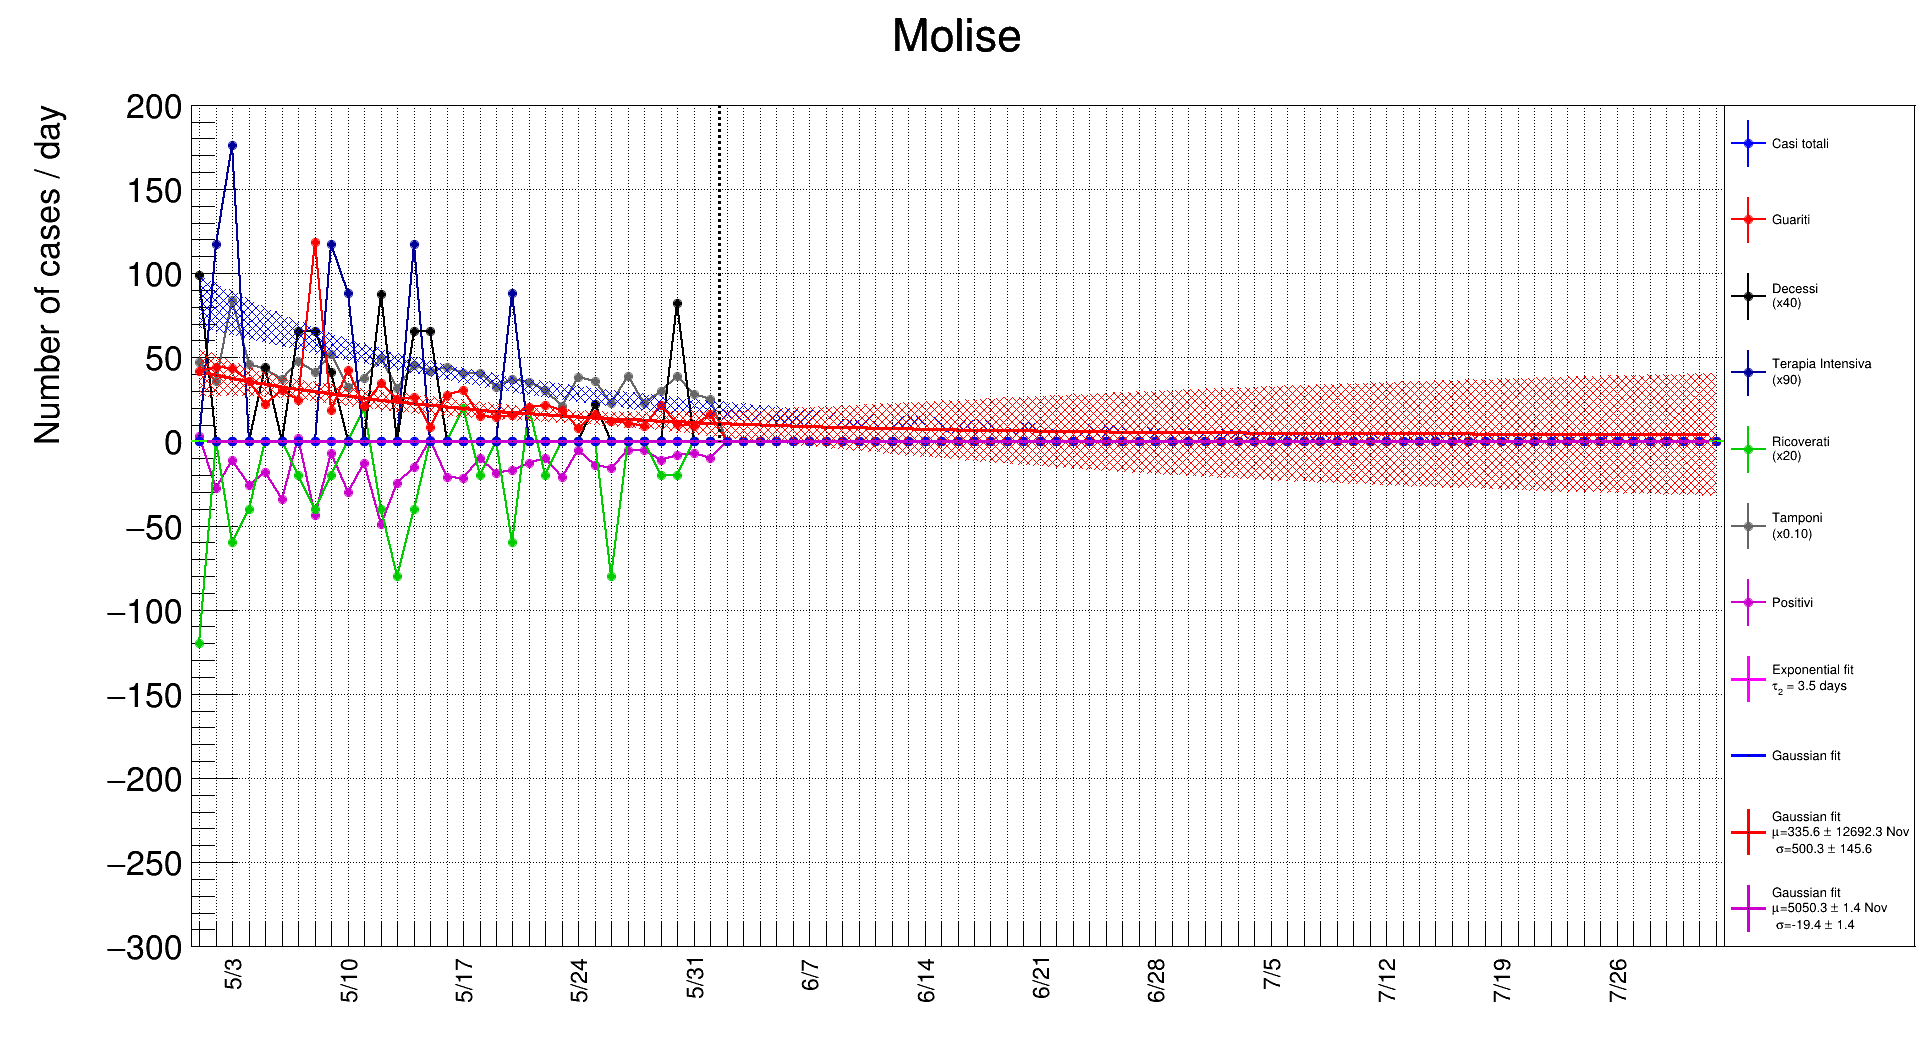 Molise
Number of cases / day
200
150
100
50
0
−50
−100
−150
−200
−250
−300
5/3
5/10
5/17
5/24
5/31
6/7
6/14
6/21
6/28
7/5
7/12
7/19
7/26
Casi totali
Guariti
Decessi
(x40)
Terapia Intensiva
(x90)
Ricoverati
(x20)
Tamponi
(x0.10)
Positivi
Exponential fit
τ2 = 3.5 days
Gaussian fit
Gaussian fit
μ=335.6 ± 12692.3 Nov
σ=500.3 ± 145.6
Gaussian fit
μ=5050.3 ± 1.4 Nov
σ=-19.4 ± 1.4